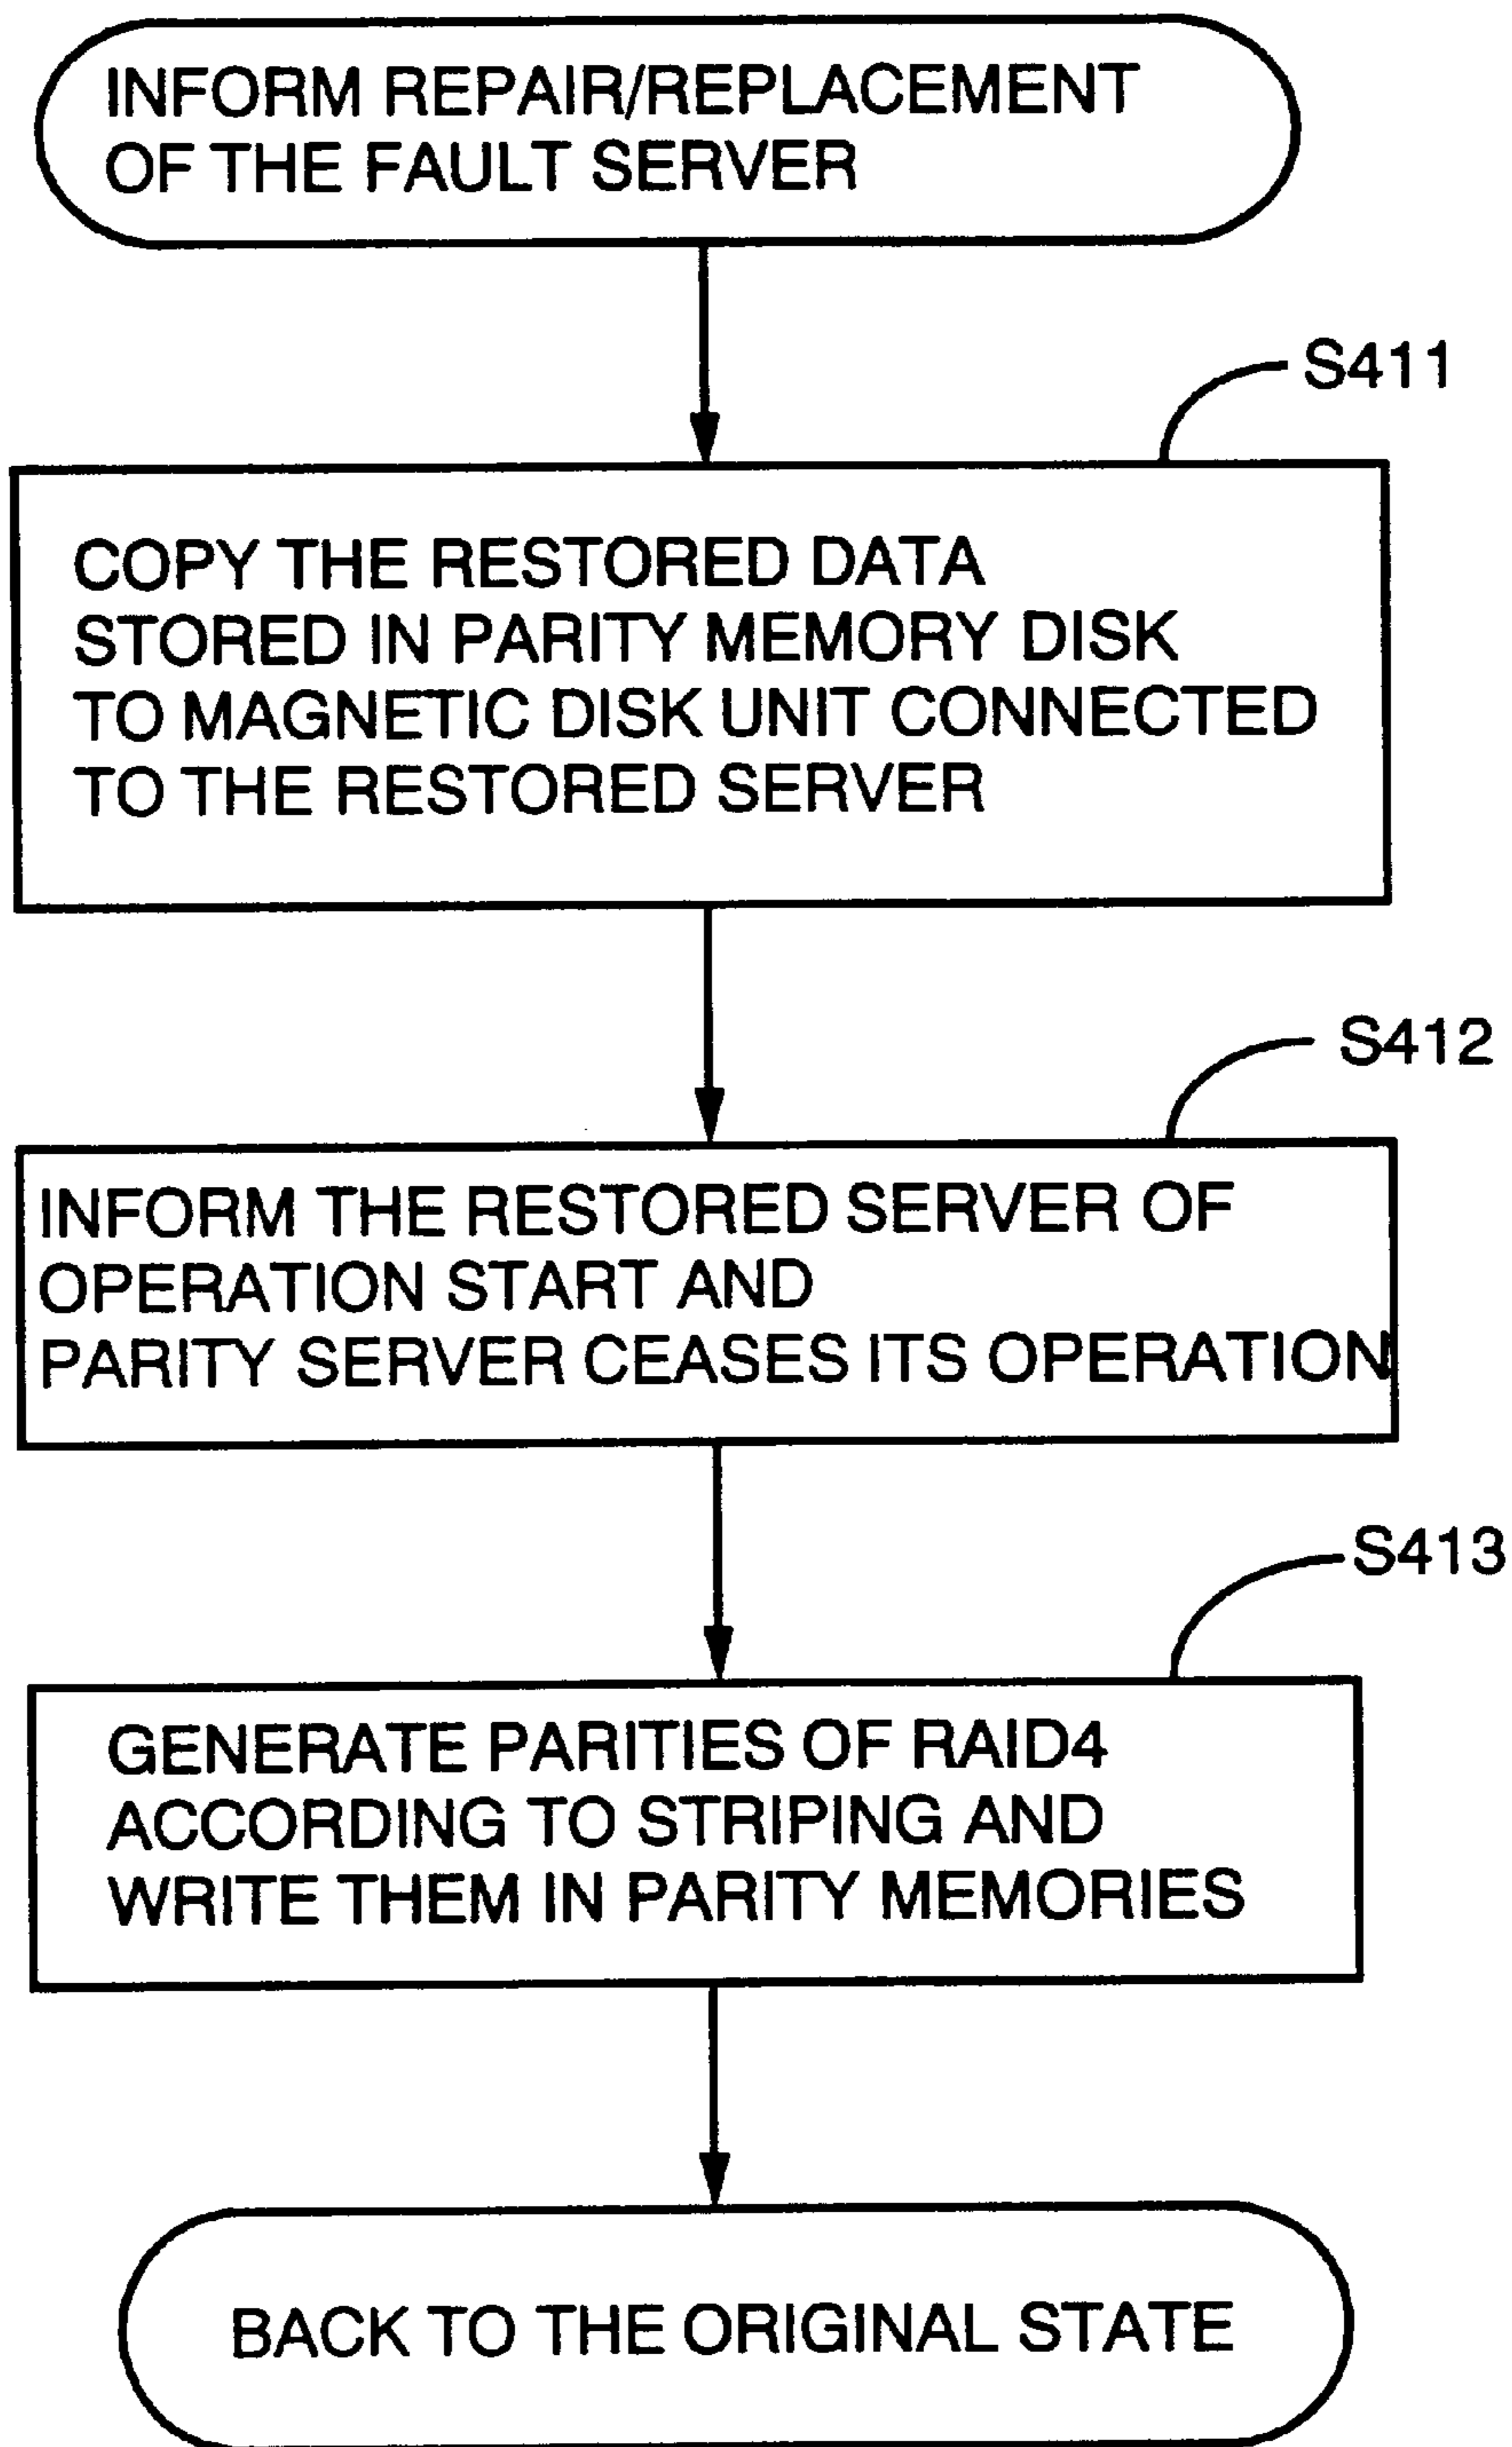 INFORM REPAIR/REPLACEMENT
OF THE FAULT SERVER
S411
COPY THE RESTORED DATA
STORED IN PARITY MEMORY DISK
TO MAGNETIC DISK UNIT CONNECTED
TO THE RESTORED SERVER
S412
INFORM THE RESTORED SERVER OF
OPERATION START AND
PARITY SERVER CEASES ITS OPERATION
S413
GENERATE PARITIES OF RAID4
ACCORDING TO STRIPING AND
WRITE THEM IN PARITY MEMORIES
BACK TO THE ORIGINAL STATE